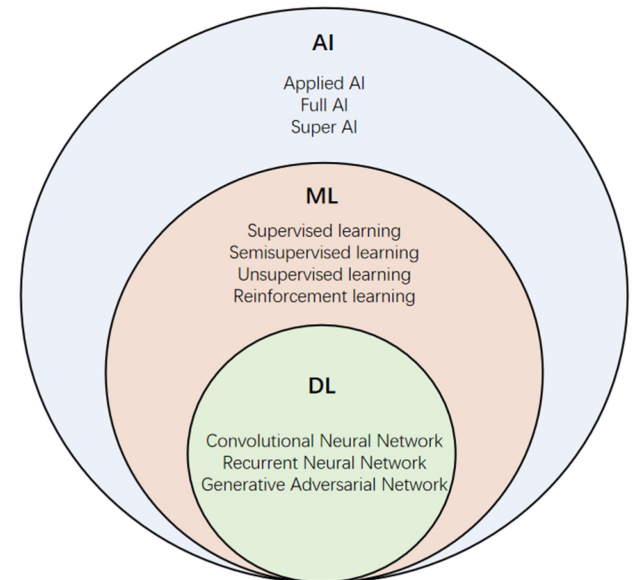 AI
Applied AI
Full AI
Super AI
ML
Supervised learning
Semisupervised learning
Unsupervised learning
Reinforcement learning
DL
Convolutional Neural Network
Recurrent Neural Network
Generative Adversarial Network